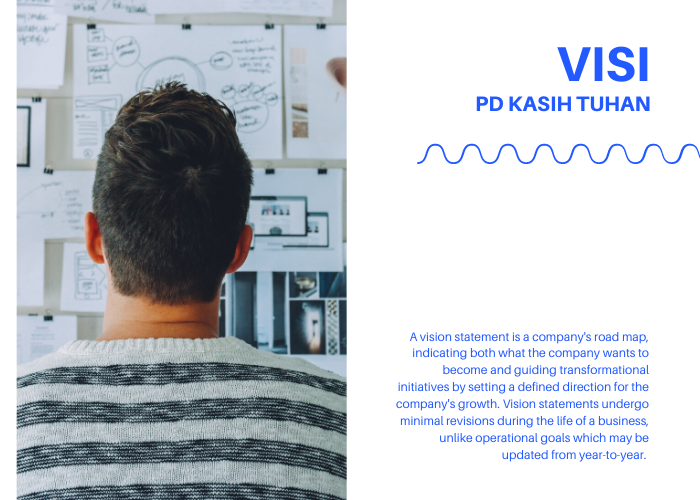 VISI
PD KASIH TUHAN
A vision statement is a company's road map,
indicating both what the company wants to
become and guiding transformational
initiatives by setting a defined direction for the
company's growth. Vision statements undergo
minimal revisions during the life of a business,
unlike operational goals which may be
updated from year-to-year.